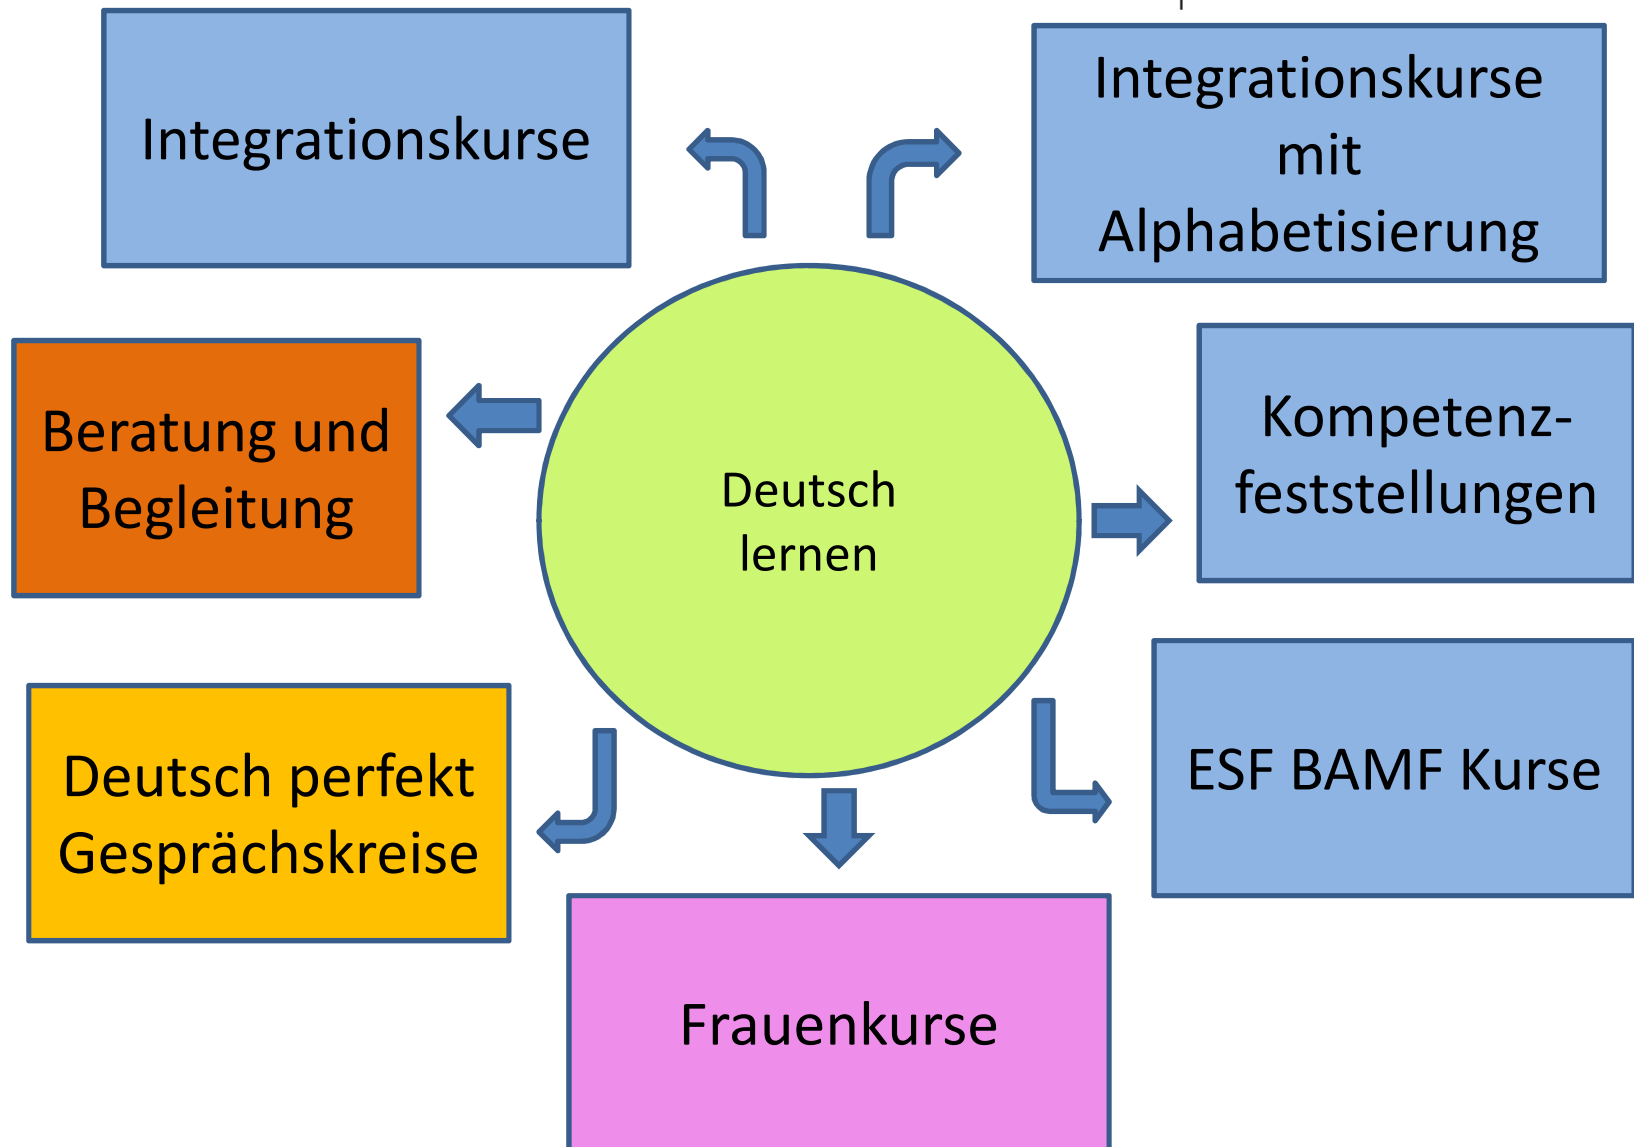 Integrationskurse
Integrationskurse
mit
Alphabetisierung
Beratung und
Begleitung
Deutsch
lernen
Kompetenz-
feststellungen
Deutsch perfekt
Gesprächskreise
ESF BAMF Kurse
Frauenkurse